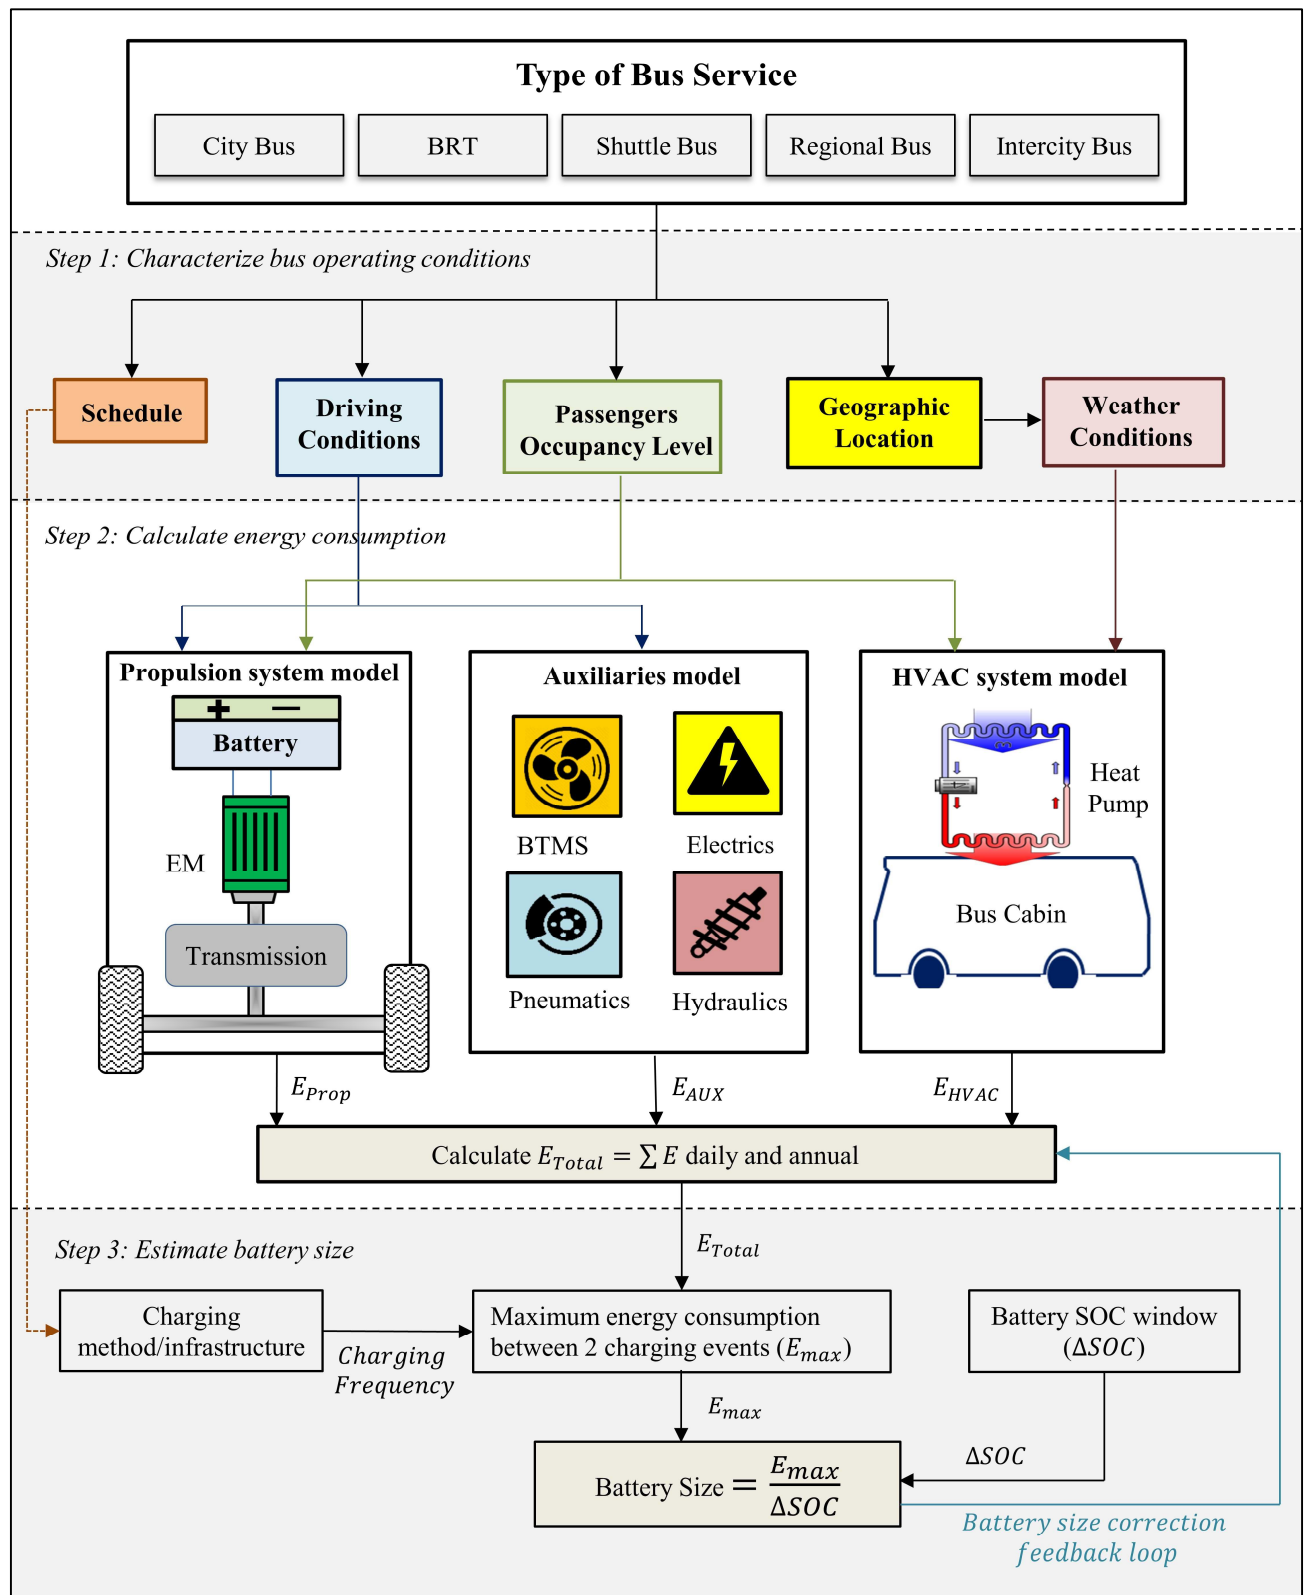 Type of Bus Service
City Bus
BRT
Shuttle Bus
Regional Bus
Intercity Bus
Step 1: Characterize bus operating conditions
Schedule
Driving
Conditions
Passengers
Occupancy Level
Geographic
Location
Weather
Conditions
Step 2: Calculate energy consumption
Propulsion system model
+ −
Battery
EM
Transmission
Auxiliaries model
BTMS
Electrics
Pneumatics
Hydraulics
HVAC system model
Heat
Pump
Bus Cabin
E_Prop
E_AUX
E_HVAC
Calculate E_Total = ∑ E daily and annual
Step 3: Estimate battery size
E_Total
Charging
method/infrastructure
Charging
Frequency
Maximum energy consumption
between 2 charging events (E_max)
Battery SOC window
(ΔSOC)
E_max
ΔSOC
Battery Size = E_max / ΔSOC
Battery size correction
feedback loop